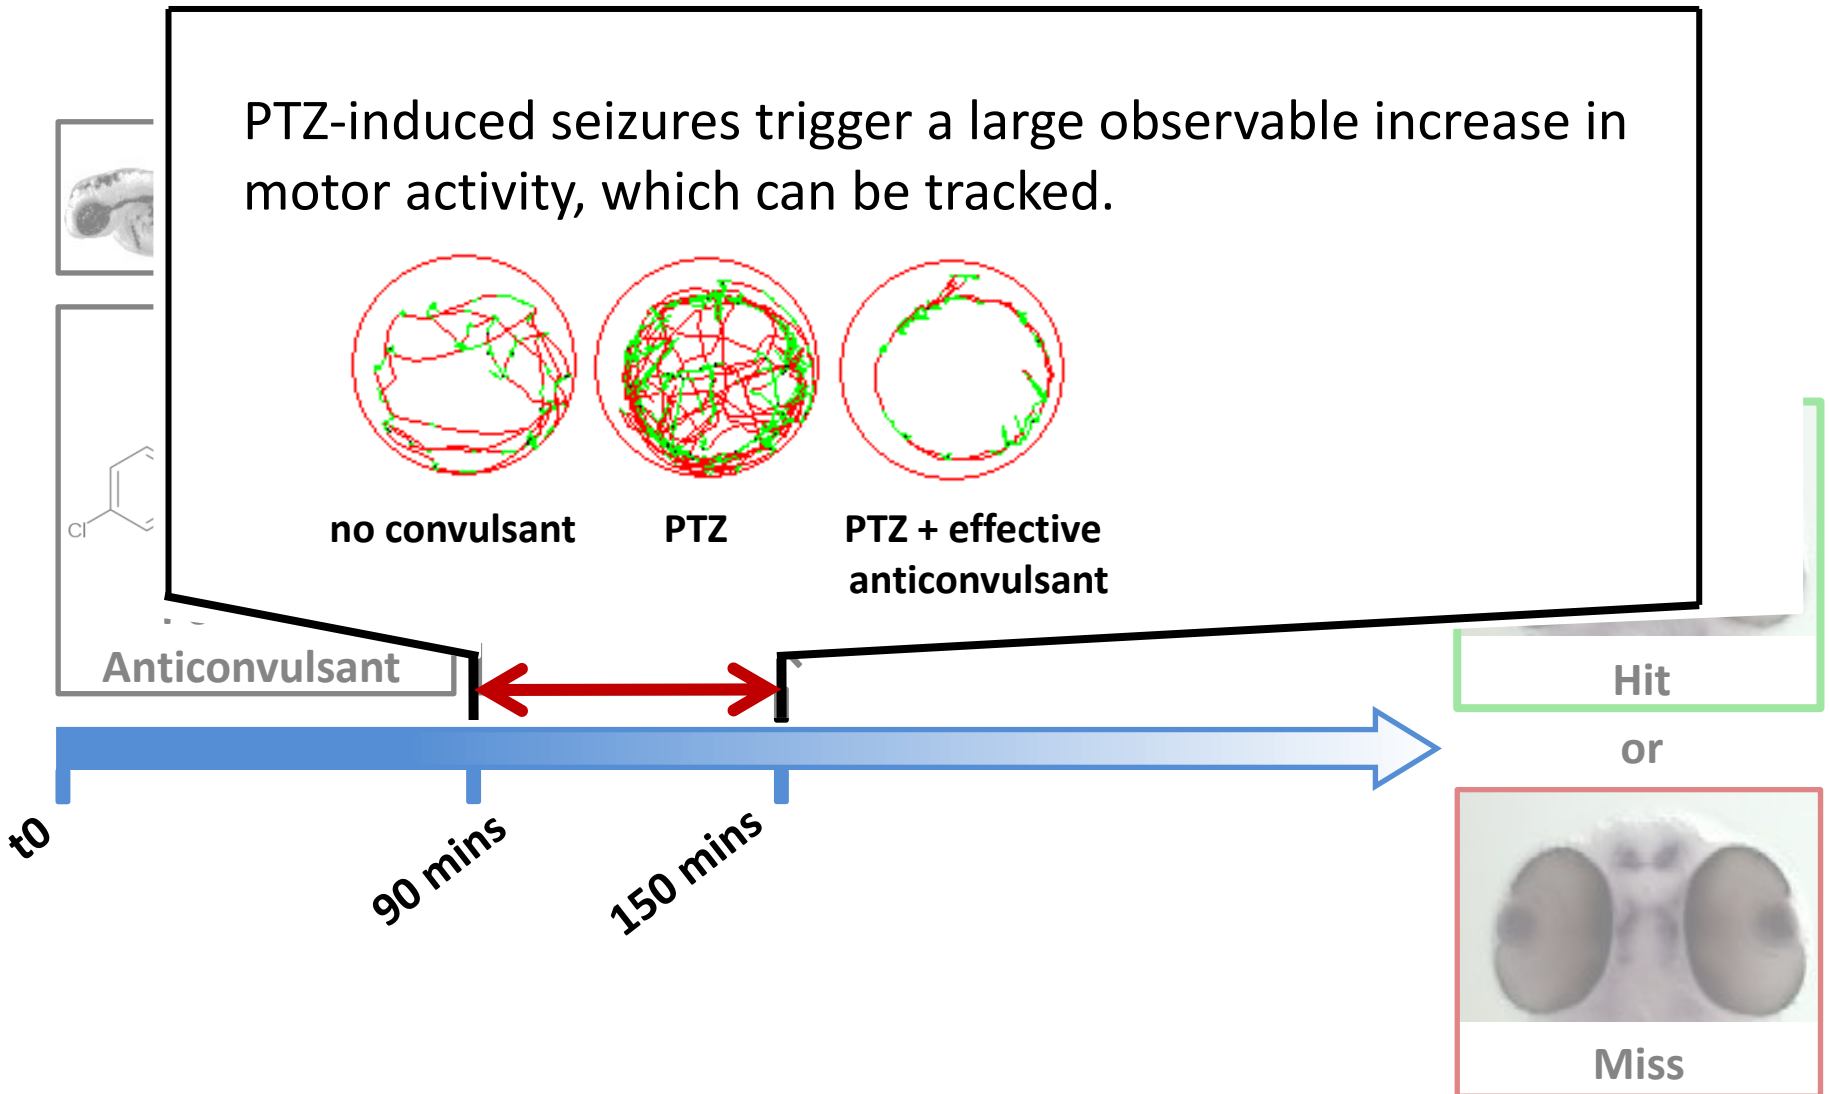 PTZ-induced seizures trigger a large observable increase in
motor activity, which can be tracked.
no convulsant
PTZ
PTZ + effective
anticonvulsant
Cl
Anticonvulsant
Hit
or
Miss
t0
90 mins
150 mins